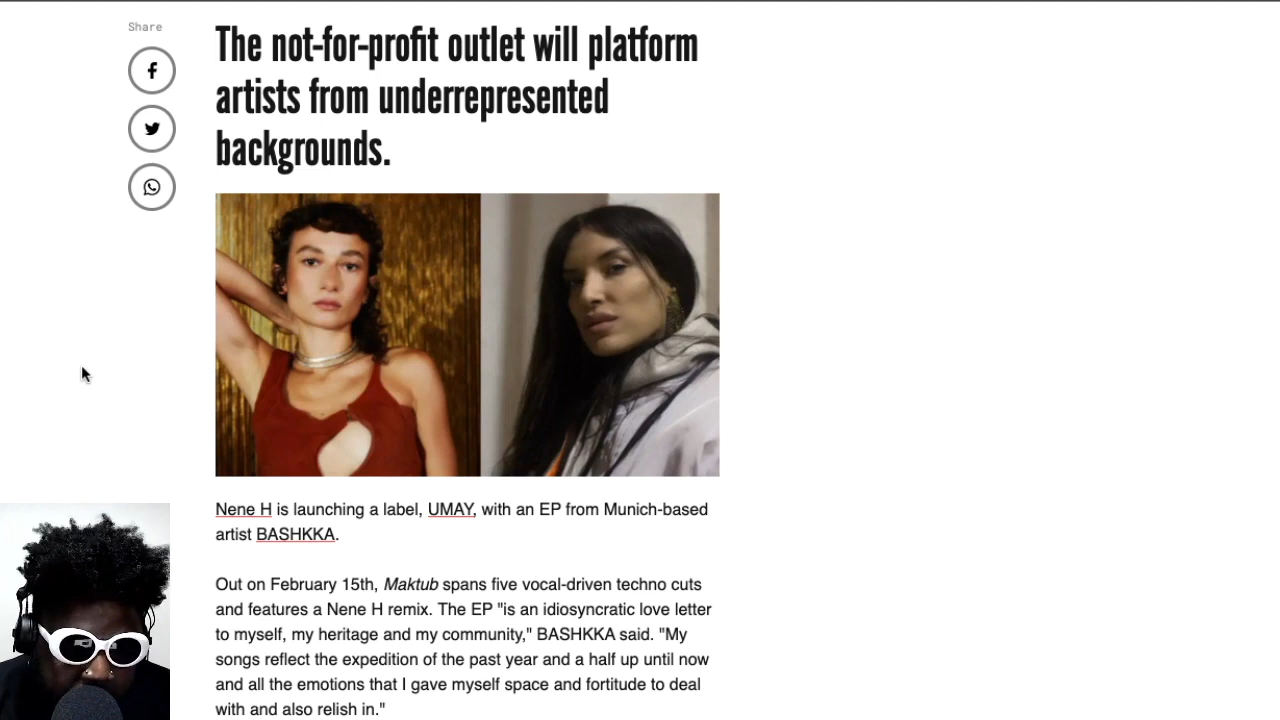 Share
The not-for-profit outlet will platform
artists from underrepresented
backgrounds.
Nene H is launching a label, UMAY, with an EP from Munich-based
artist BASHKKA.
Out on February 15th, Maktub spans five vocal-driven techno cuts
and features a Nene H remix. The EP "is an idiosyncratic love letter
to myself, my heritage and my community," BASHKKA said. "My
songs reflect the expedition of the past year and a half up until now
and all the emotions that I gave myself space and fortitude to deal
with and also relish in."